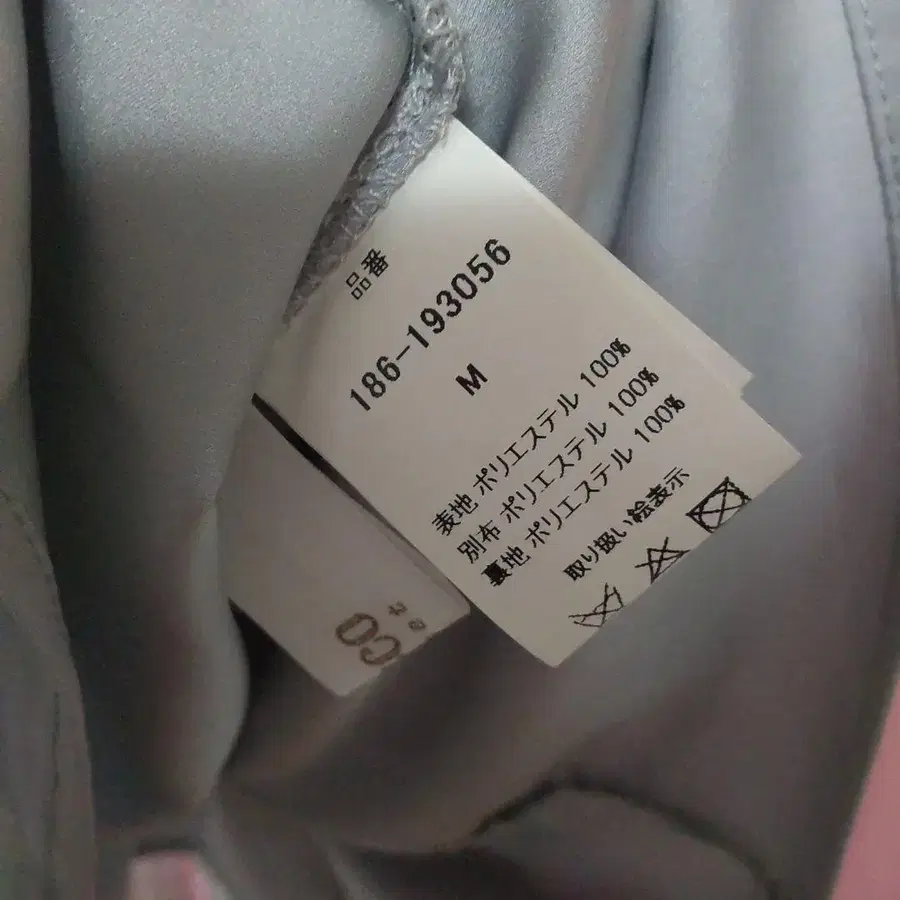 品番
186-193056
M
表地 ポリエステル 100%
別布 ポリエステル 100%
裏地 ポリエステル 100%
取り扱い絵表示